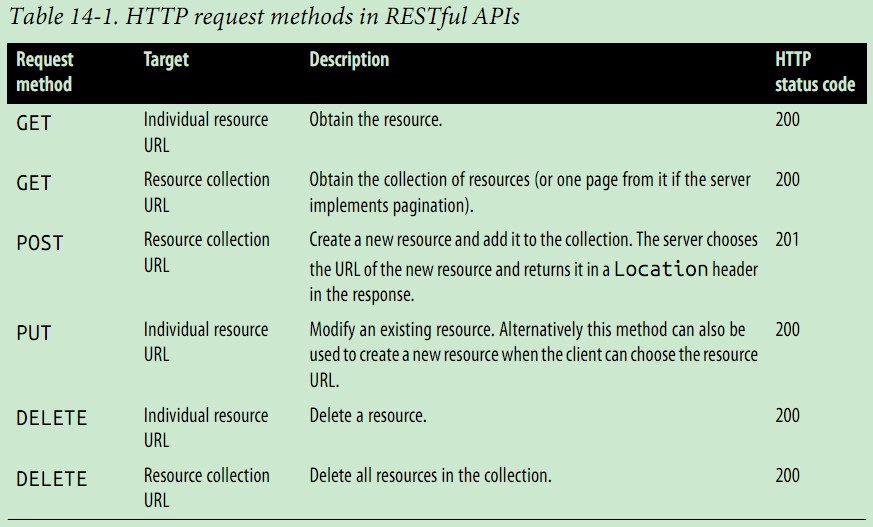 Table 14-1. HTTP request methods in RESTful APIs
Request method Target Description HTTP status code
GET Individual resource URL Obtain the resource. 200
GET Resource collection URL Obtain the collection of resources (or one page from it if the server implements pagination). 200
POST Resource collection URL Create a new resource and add it to the collection. The server chooses the URL of the new resource and returns it in a Location header in the response. 201
PUT Individual resource URL Modify an existing resource. Alternatively this method can also be used to create a new resource when the client can choose the resource URL. 200
DELETE Individual resource URL Delete a resource. 200
DELETE Resource collection URL Delete all resources in the collection. 200